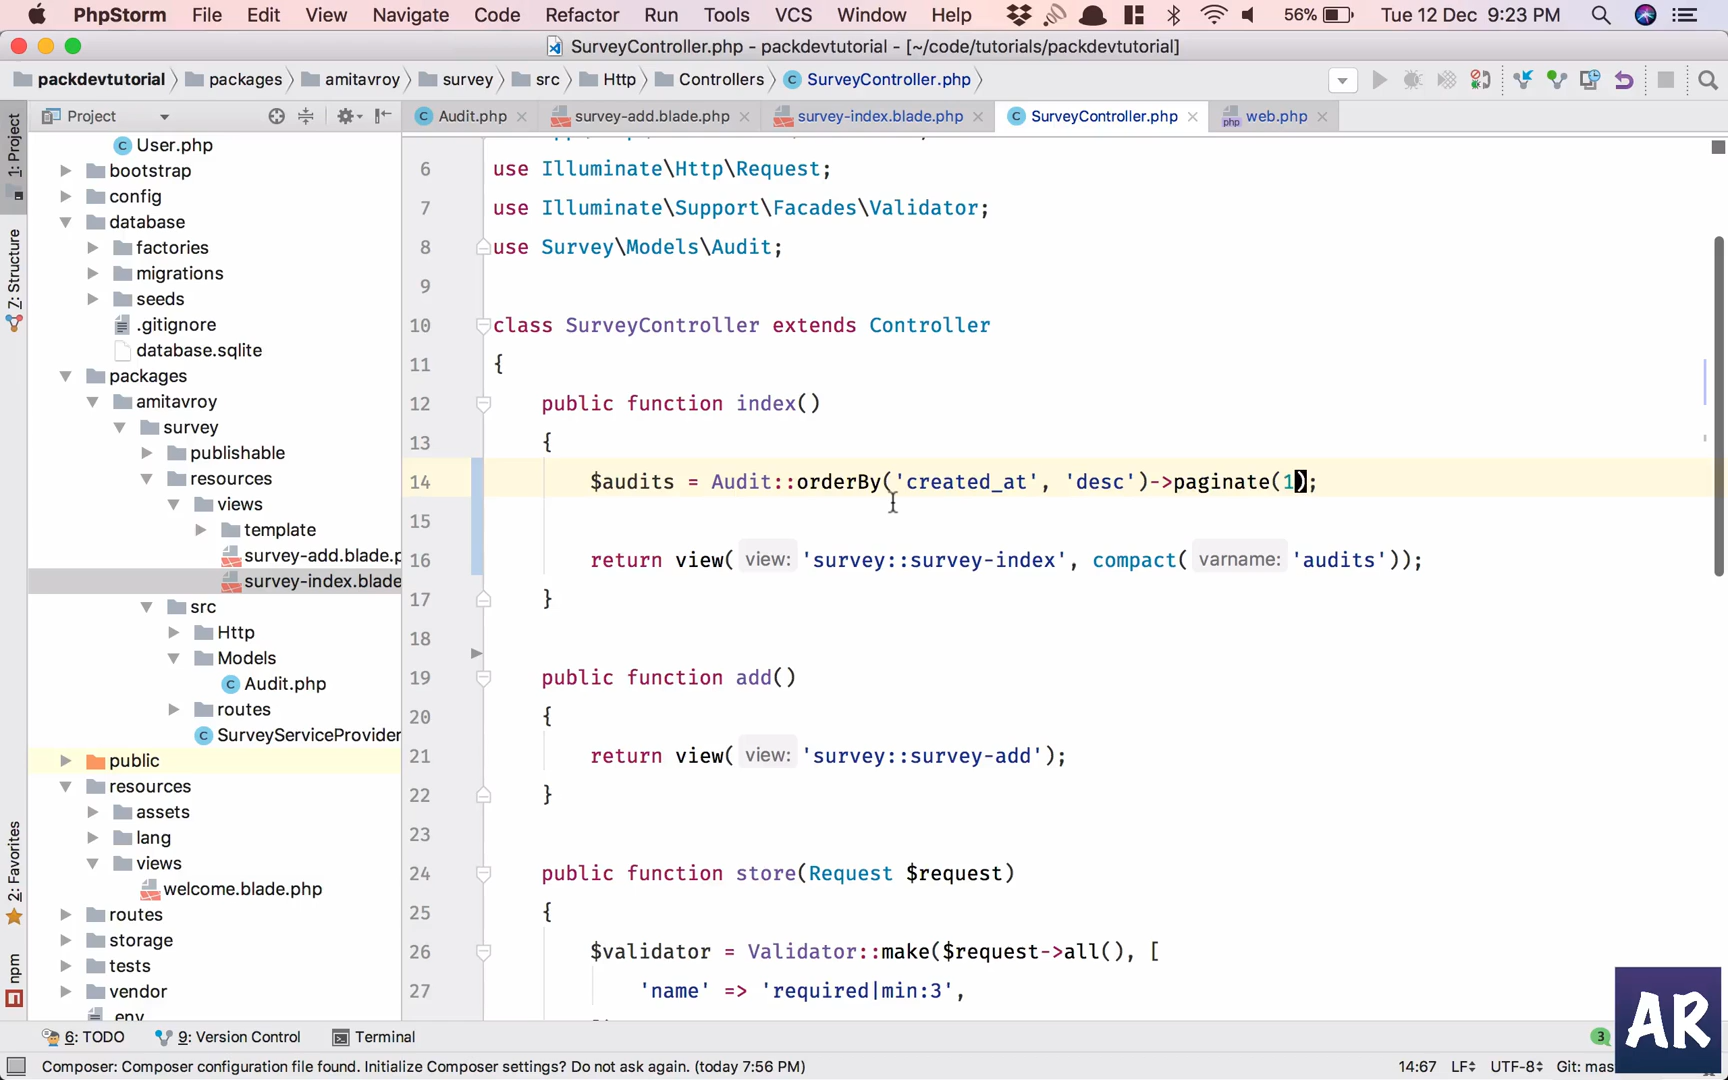 PhpStorm File Edit View Navigate Code Refactor Run Tools VCS Window Help 56% Tue 12 Dec 9:23 PM
SurveyController.php - packdevtutorial - [~/code/tutorials/packdevtutorial]
packdevtutorial packages amitavroy survey src Http Controllers SurveyController.php
Project Audit.php survey-add.blade.php survey-index.blade.php SurveyController.php web.php
1: Project
7: Structure
2: Favorites
npm
User.php
bootstrap
config
database
factories
migrations
seeds
.gitignore
database.sqlite
packages
amitavroy
survey
publishable
resources
views
template
survey-add.blade.p
survey-index.blade
src
Http
Models
Audit.php
routes
SurveyServiceProvider
public
resources
assets
lang
views
welcome.blade.php
routes
storage
tests
vendor
.env
6 use Illuminate\Http\Request;
7 use Illuminate\Support\Facades\Validator;
8 use Survey\Models\Audit;
9
10 class SurveyController extends Controller
11 {
12 public function index()
13 {
14 $audits = Audit::orderBy('created_at', 'desc')->paginate(1);
15
16 return view( view: 'survey::survey-index', compact( varname: 'audits'));
17 }
18
19 public function add()
20 {
21 return view( view: 'survey::survey-add');
22 }
23
24 public function store(Request $request)
25 {
26 $validator = Validator::make($request->all(), [
27 'name' => 'required|min:3',
6: TODO 9: Version Control Terminal 3
Composer: Composer configuration file found. Initialize Composer settings? Do not ask again. (today 7:56 PM) 14:67 LF UTF-8 Git: mas
AR